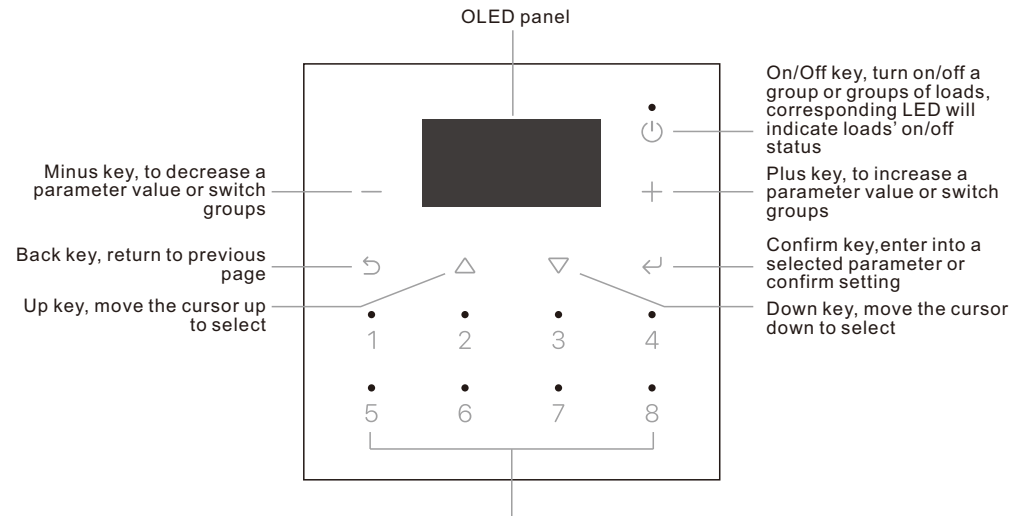 OLED panel
On/Off key, turn on/off a
group or groups of loads,
corresponding LED will
indicate loads' on/off
status
Minus key, to decrease a
parameter value or switch
groups
Plus key, to increase a
parameter value or switch
groups
Back key, return to previous
page
Confirm key,enter into a
selected parameter or
confirm setting
Up key, move the cursor up
to select
Down key, move the cursor
down to select
1 2 3 4
5 6 7 8